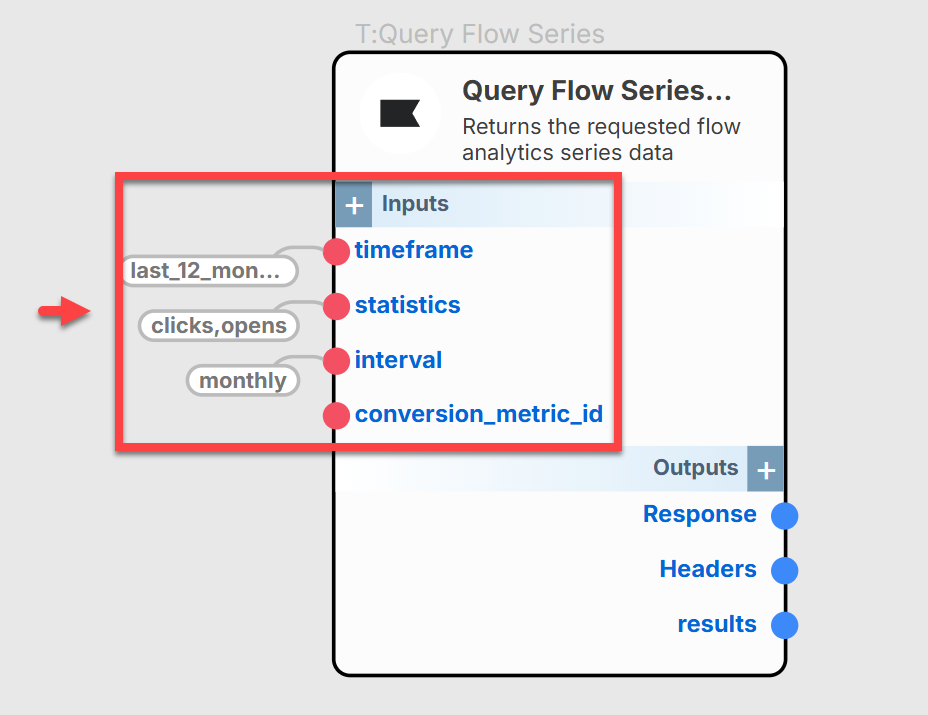 T:Query Flow Series
Query Flow Series...
Returns the requested flow
analytics series data
+ Inputs
timeframe
last_12_mon...
statistics
clicks,opens
interval
monthly
conversion_metric_id
Outputs +
Response
Headers
results